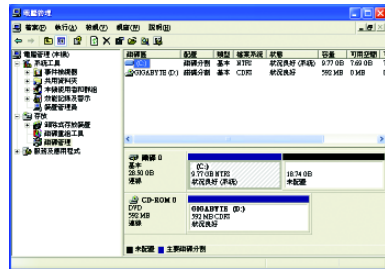 電腦管理
檔案(F) 執行(A) 檢視(V) 視窗(W) 說明(H)
電腦管理 (本機)
系統工具
事件檢視器
共用資料夾
本機使用者和群組
效能記錄及警示
裝置管理員
存放
卸除式存放裝置
磁碟重組工具
磁碟管理
服務及應用程式
磁碟區 配置 類型 檔案系統 狀態 容量 可用空間
(C:) 磁碟分割 基本 NTFS 狀況良好 (系統) 9.77 GB 7.69 GB
GIGABYTE (D:) 磁碟分割 基本 CDFS 狀況良好 592 MB 0 MB
磁碟 0
基本
28.50 GB
連線
(C:)
9.77 GB NTFS
狀況良好 (系統)
18.74 GB
未配置
CD-ROM 0
DVD
592 MB
連線
GIGABYTE (D:)
592 MB CDFS
狀況良好
未配置 主要磁碟分割